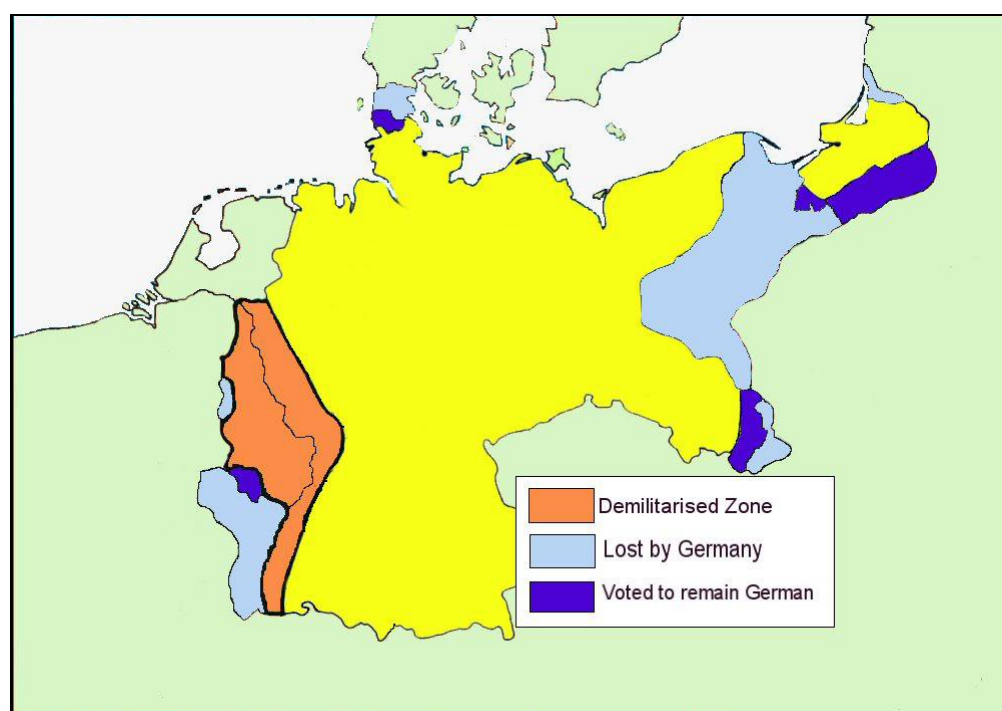 Demilitarised Zone
Lost by Germany
Voted to remain German